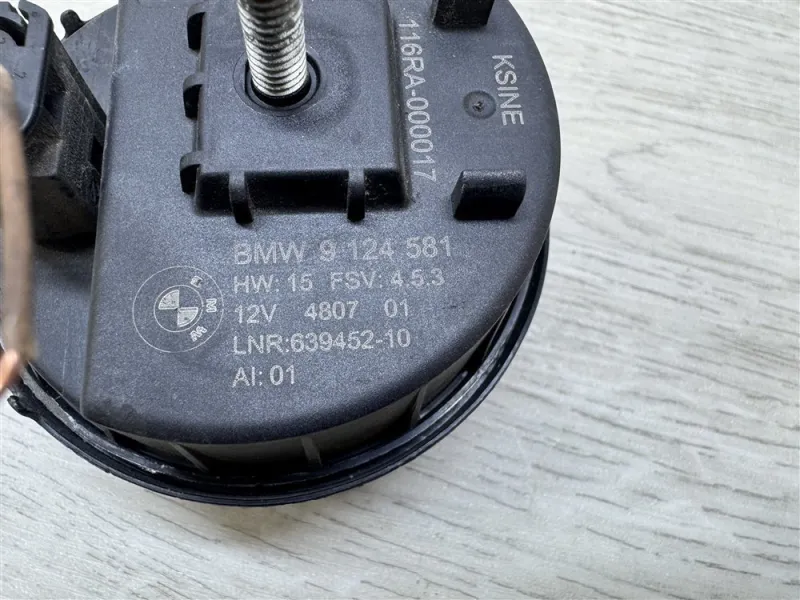 116RA-000017
KSINE
BMW 9 124 581
HW: 15 FSV: 4.5.3
12V 4807 01
LNR:639452-10
AI: 01